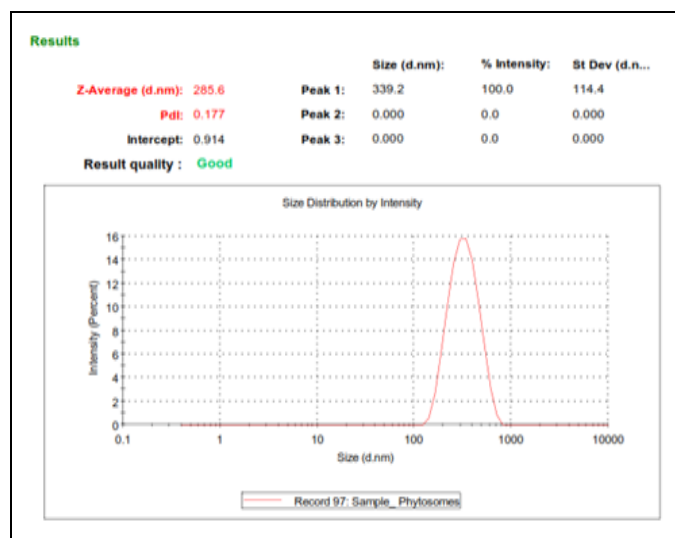 Results
Size (d.nm): % Intensity: St Dev (d.n...
Z-Average (d.nm): 285.6 Peak 1: 339.2 100.0 114.4
PdI: 0.177 Peak 2: 0.000 0.0 0.000
Intercept: 0.914 Peak 3: 0.000 0.0 0.000
Result quality : Good
Size Distribution by Intensity
Intensity (Percent)
16
14
12
10
8
6
4
2
0
0.1 1 10 100 1000 10000
Size (d.nm)
Record 97: Sample_ Phytosomes